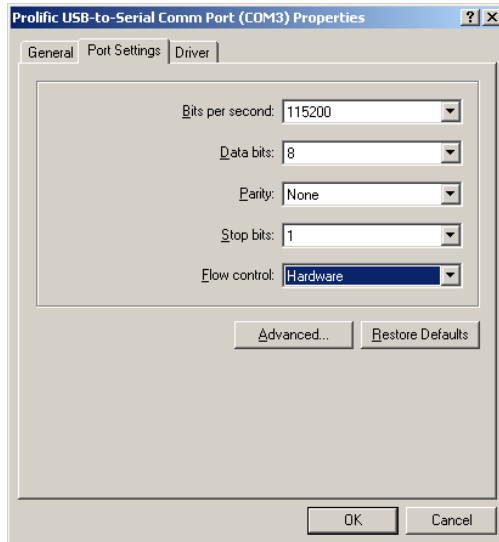 Prolific USB-to-Serial Comm Port (COM3) Properties
General Port Settings Driver
Bits per second: 115200
Data bits: 8
Parity: None
Stop bits: 1
Flow control: Hardware
Advanced... Restore Defaults
OK Cancel